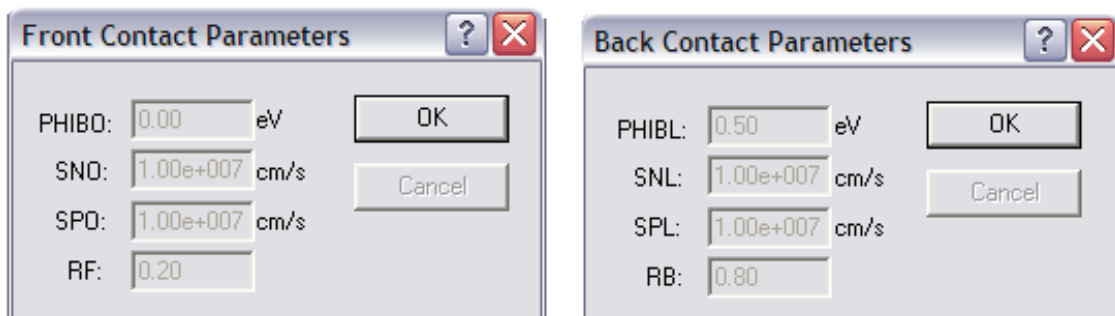 Front Contact Parameters ?
PHIBO: 0.00 eV OK
SNO: 1.00e+007 cm/s Cancel
SPO: 1.00e+007 cm/s
RF: 0.20
Back Contact Parameters ?
PHIBL: 0.50 eV OK
SNL: 1.00e+007 cm/s Cancel
SPL: 1.00e+007 cm/s
RB: 0.80